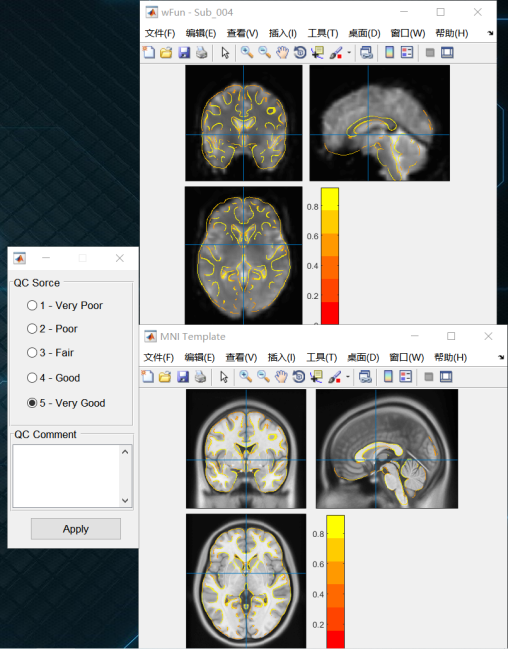 wFun - Sub_004
文件(F) 编辑(E) 查看(V) 插入(I) 工具(T) 桌面(D) 窗口(W) 帮助(H)
0.8
0.6
0.4
0.2
0
QC Sorce
1 - Very Poor
2 - Poor
3 - Fair
4 - Good
5 - Very Good
QC Comment
Apply
MNI Template
文件(F) 编辑(E) 查看(V) 插入(I) 工具(T) 桌面(D) 窗口(W) 帮助(H)
0.8
0.6
0.4
0.2